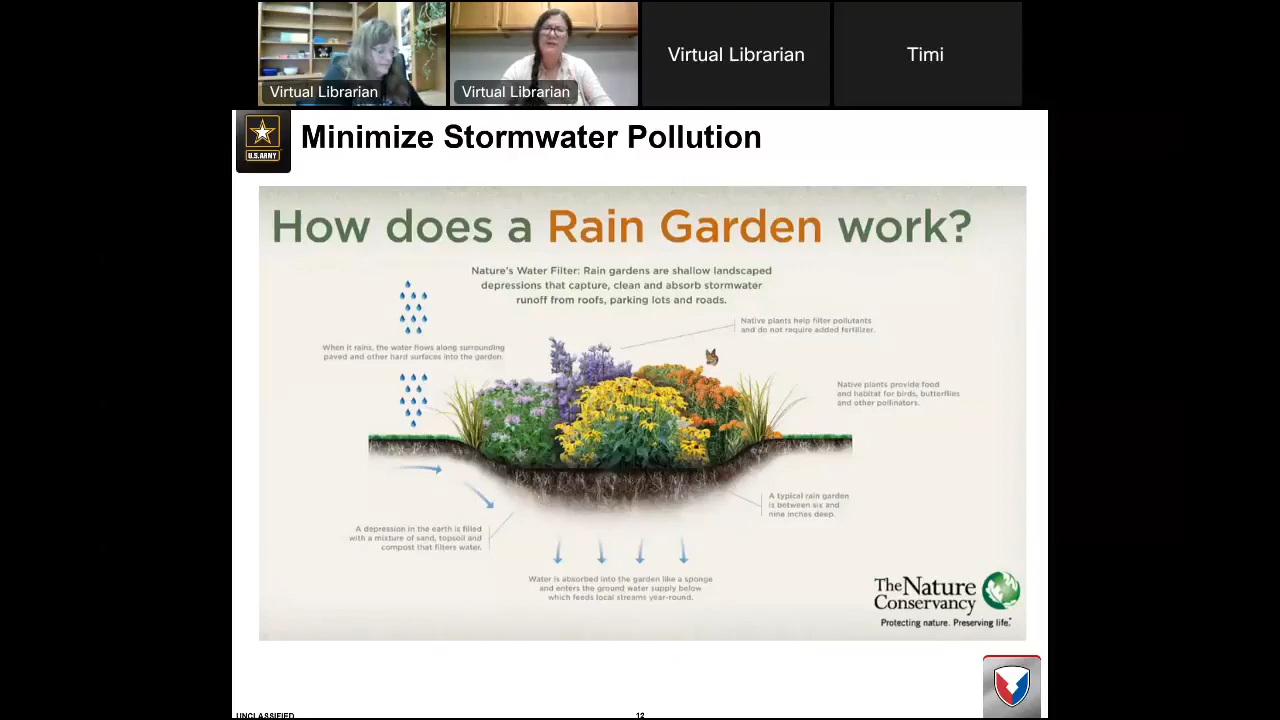 Virtual Librarian
Virtual Librarian
Virtual Librarian
Timi
U.S.ARMY
Minimize Stormwater Pollution
How does a Rain Garden work?
Nature's Water Filter: Rain gardens are shallow landscaped
depressions that capture, clean and absorb stormwater
runoff from roofs, parking lots and roads.
Native plants help filter pollutants
and do not require added fertilizer.
When it rains, the water flows along surrounding
paved and other hard surfaces into the garden.
Native plants provide food
and habitat for birds, butterflies
and other pollinators.
A typical rain garden
is between six and
nine inches deep.
A depression in the earth is filled
with a mixture of sand, topsoil and
compost that filters water.
Water is absorbed into the garden like a sponge
and enters the ground water supply below
which feeds local streams year-round.
The Nature
Conservancy
Protecting nature. Preserving life.
UNCLASSIFIED
12